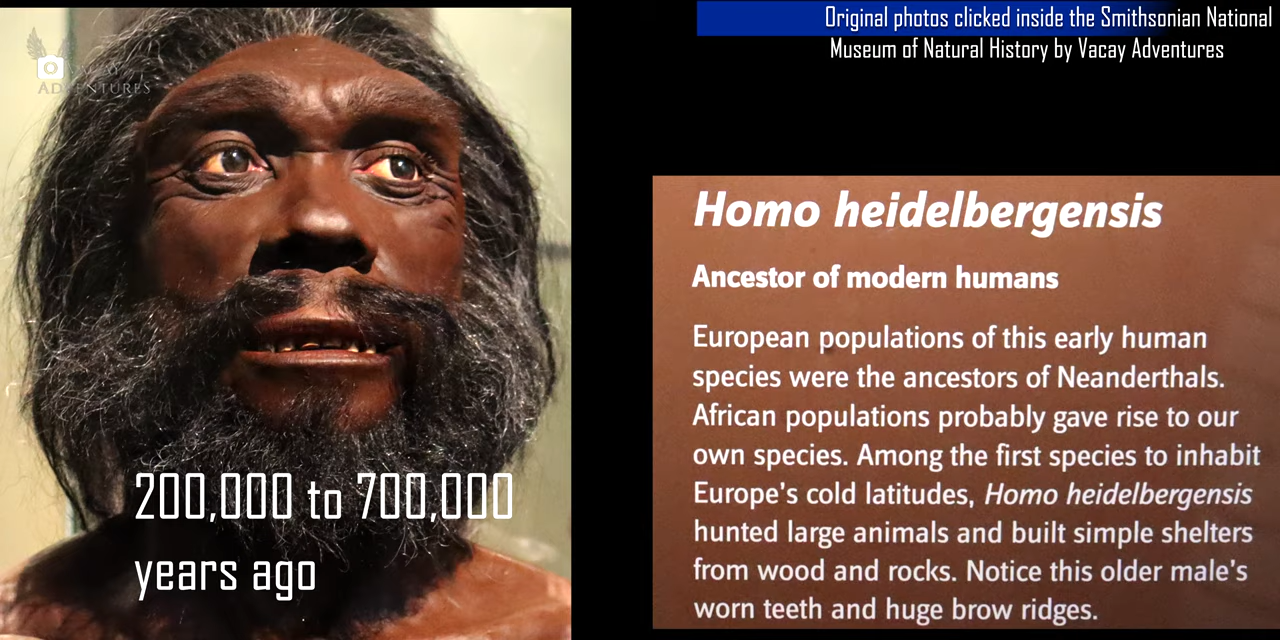 Original photos clicked inside the Smithsonian National
Museum of Natural History by Vacay Adventures
ADVENTURES
Homo heidelbergensis
Ancestor of modern humans
European populations of this early human
species were the ancestors of Neanderthals.
African populations probably gave rise to our
own species. Among the first species to inhabit
Europe's cold latitudes, Homo heidelbergensis
hunted large animals and built simple shelters
from wood and rocks. Notice this older male's
worn teeth and huge brow ridges.
200,000 to 700,000
years ago